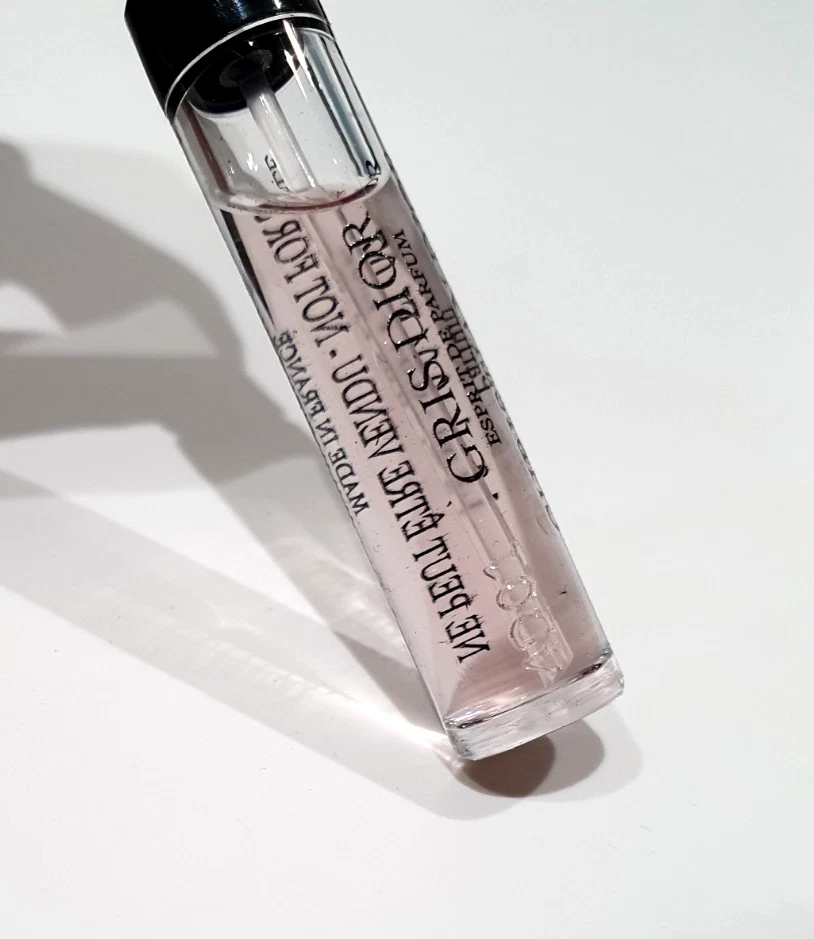 GRIS DIOR
ESPRIT DE PARFUM
NE PEUT ETRE VENDU · NOT FOR
MADE IN FRANCE